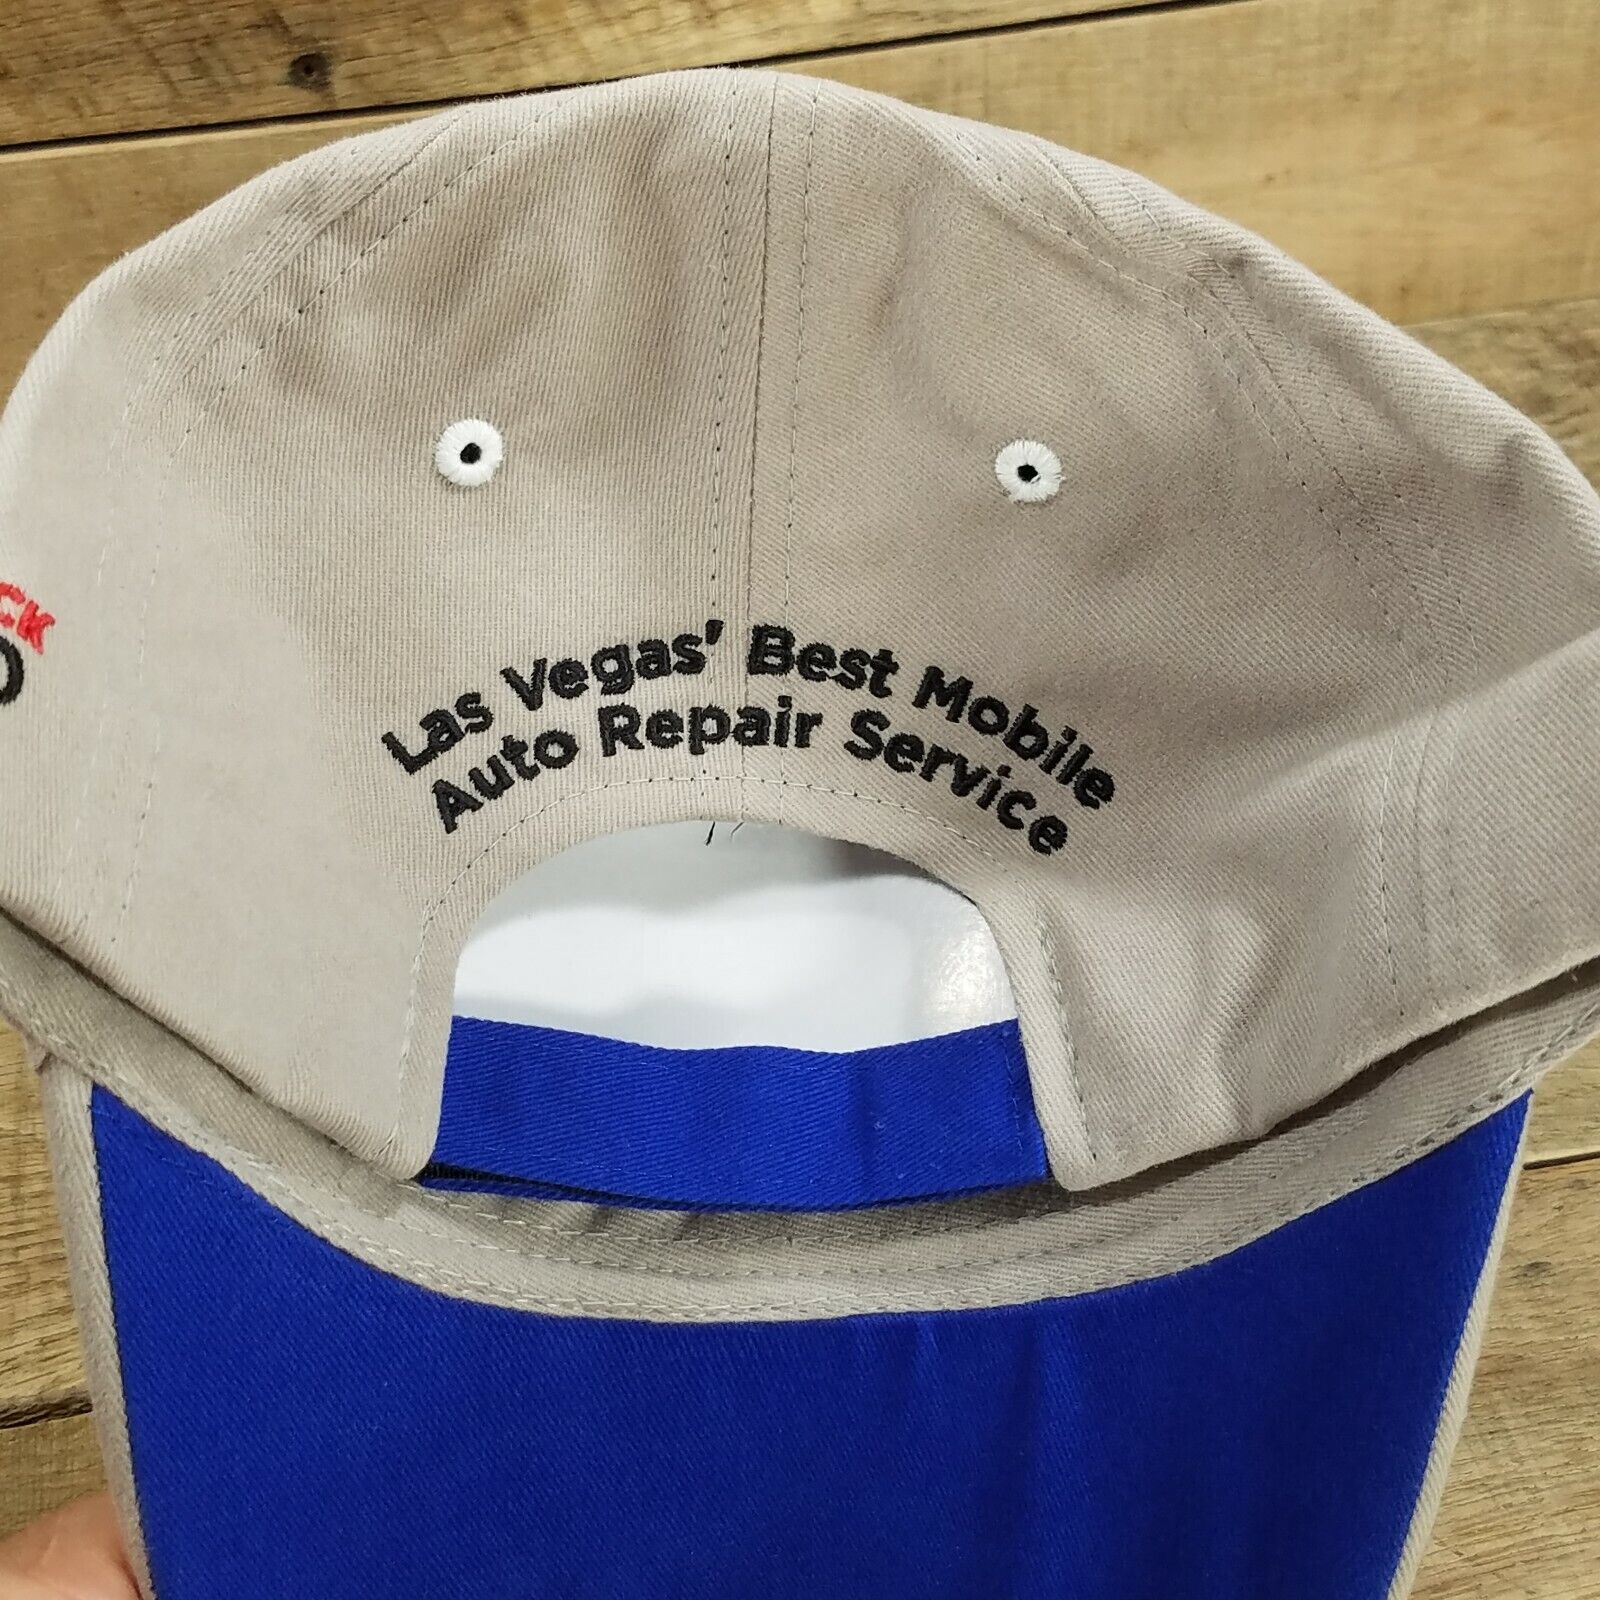 Las Vegas' Best Mobile
Auto Repair Service